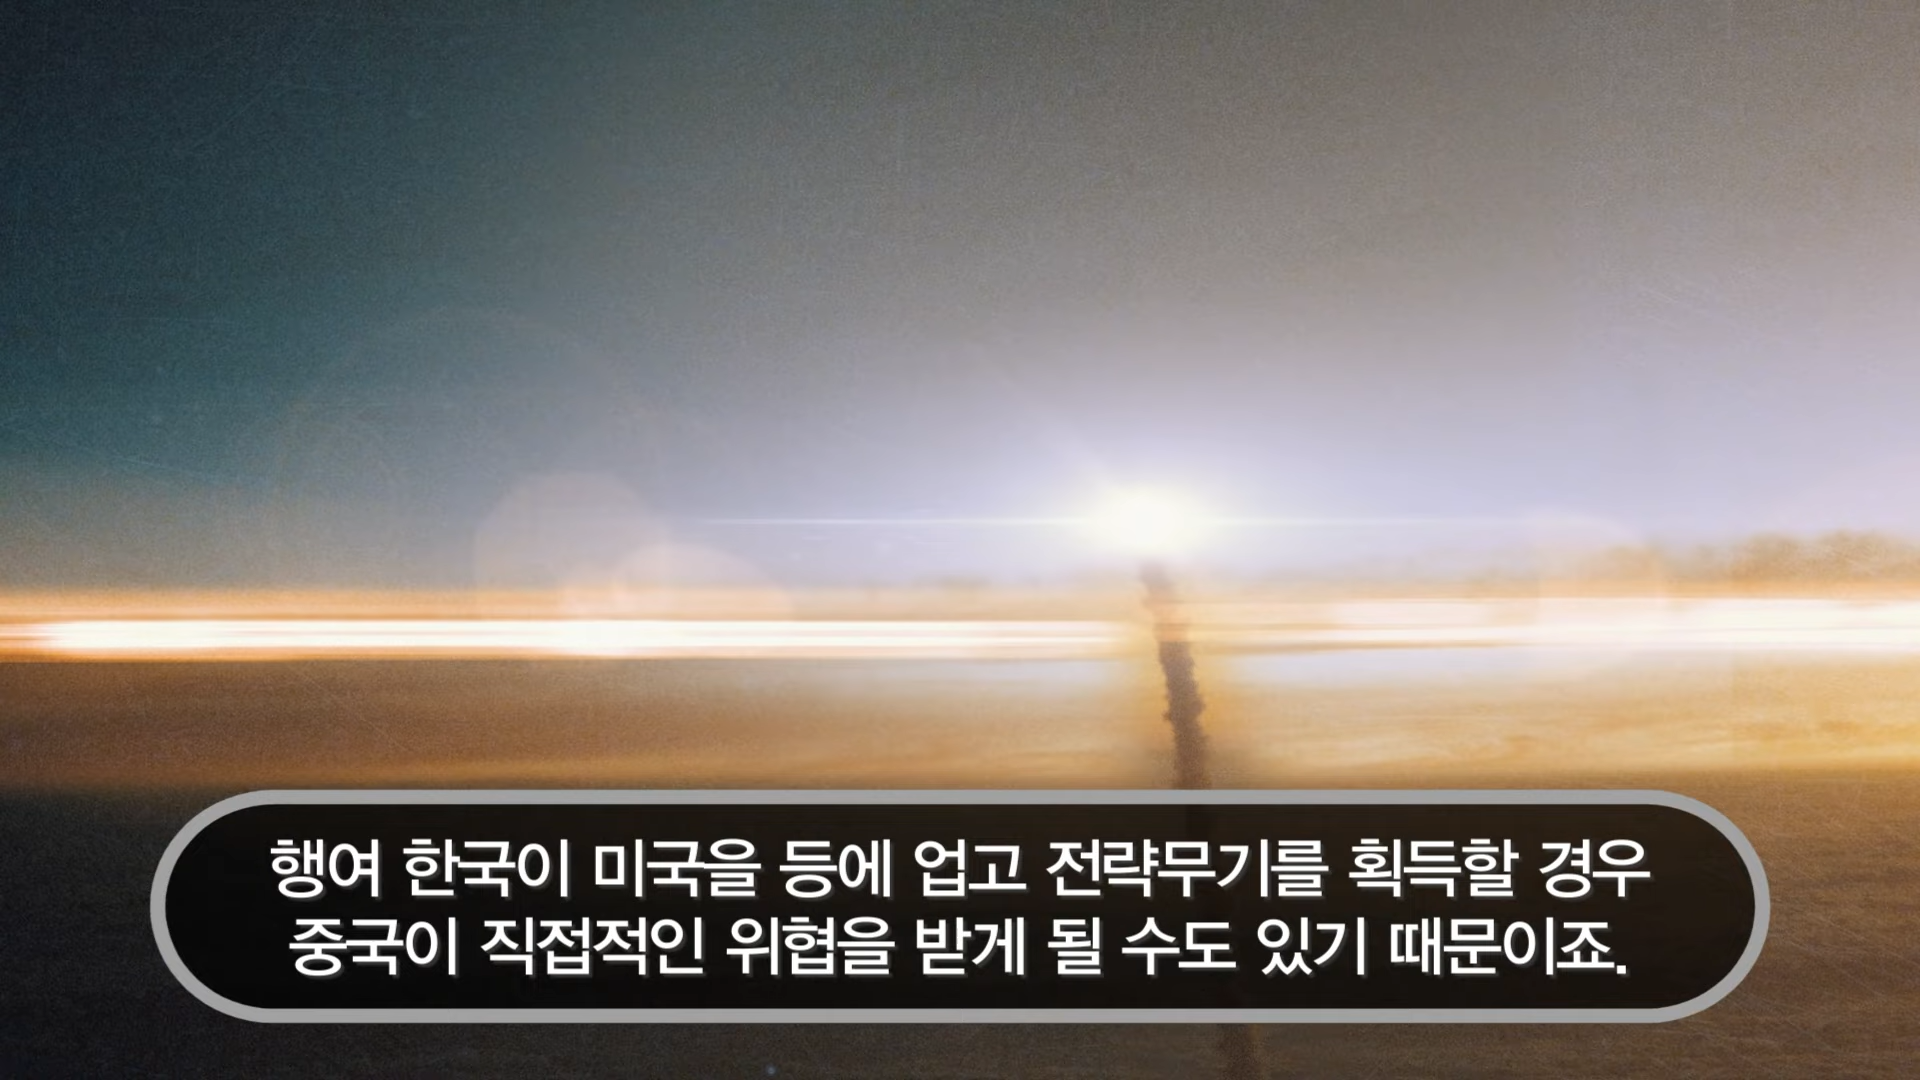 행여 한국이 미국을 등에 업고 전략무기를 획득할 경우
중국이 직접적인 위협을 받게 될 수도 있기 때문이죠.